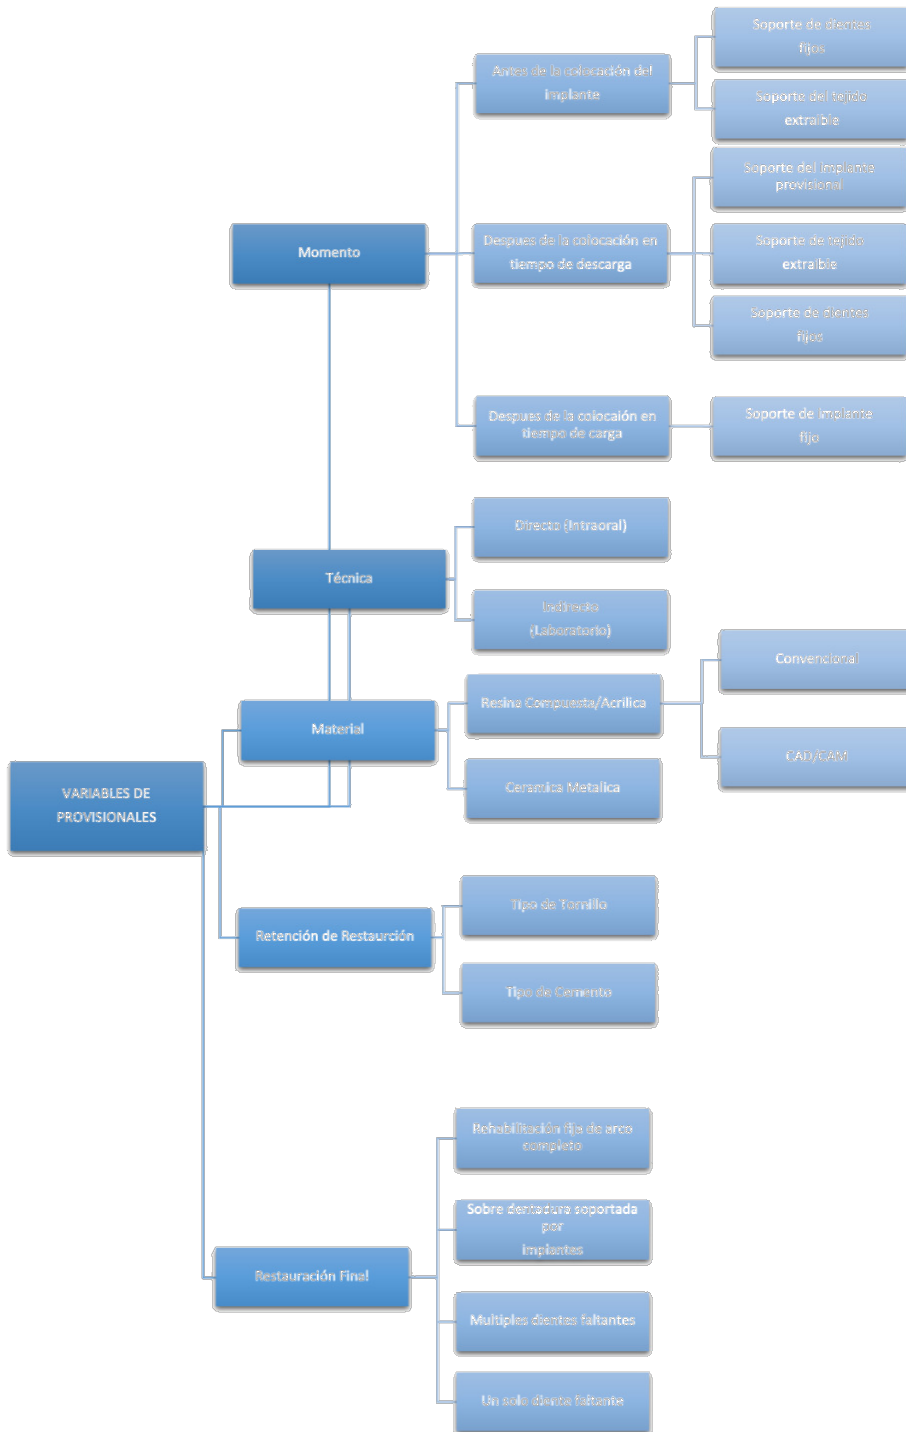 VARIABLES DE
PROVISIONALES
Momento
Antes de la colocación del
implante
Soporte de dientes
fijos
Soporte del tejido
extraible
Despues de la colocación en
tiempo de descarga
Soporte del implante
provisional
Soporte de tejido
extraible
Soporte de dientes
fijos
Despues de la colocaión en
tiempo de carga
Soporte de implante
fijo
Técnica
Directo (Intraoral)
Indirecto
(Laboratorio)
Material
Resina Compuesta/Acrilica
Convencional
CAD/CAM
Ceramica Metalica
Retención de Restaurción
Tipo de Tornillo
Tipo de Cemento
Restauración Final
Rehabilitación fija de arco
completo
Sobre dentadura soportada
por
implantes
Multiples dientes faltantes
Un solo diente faltante